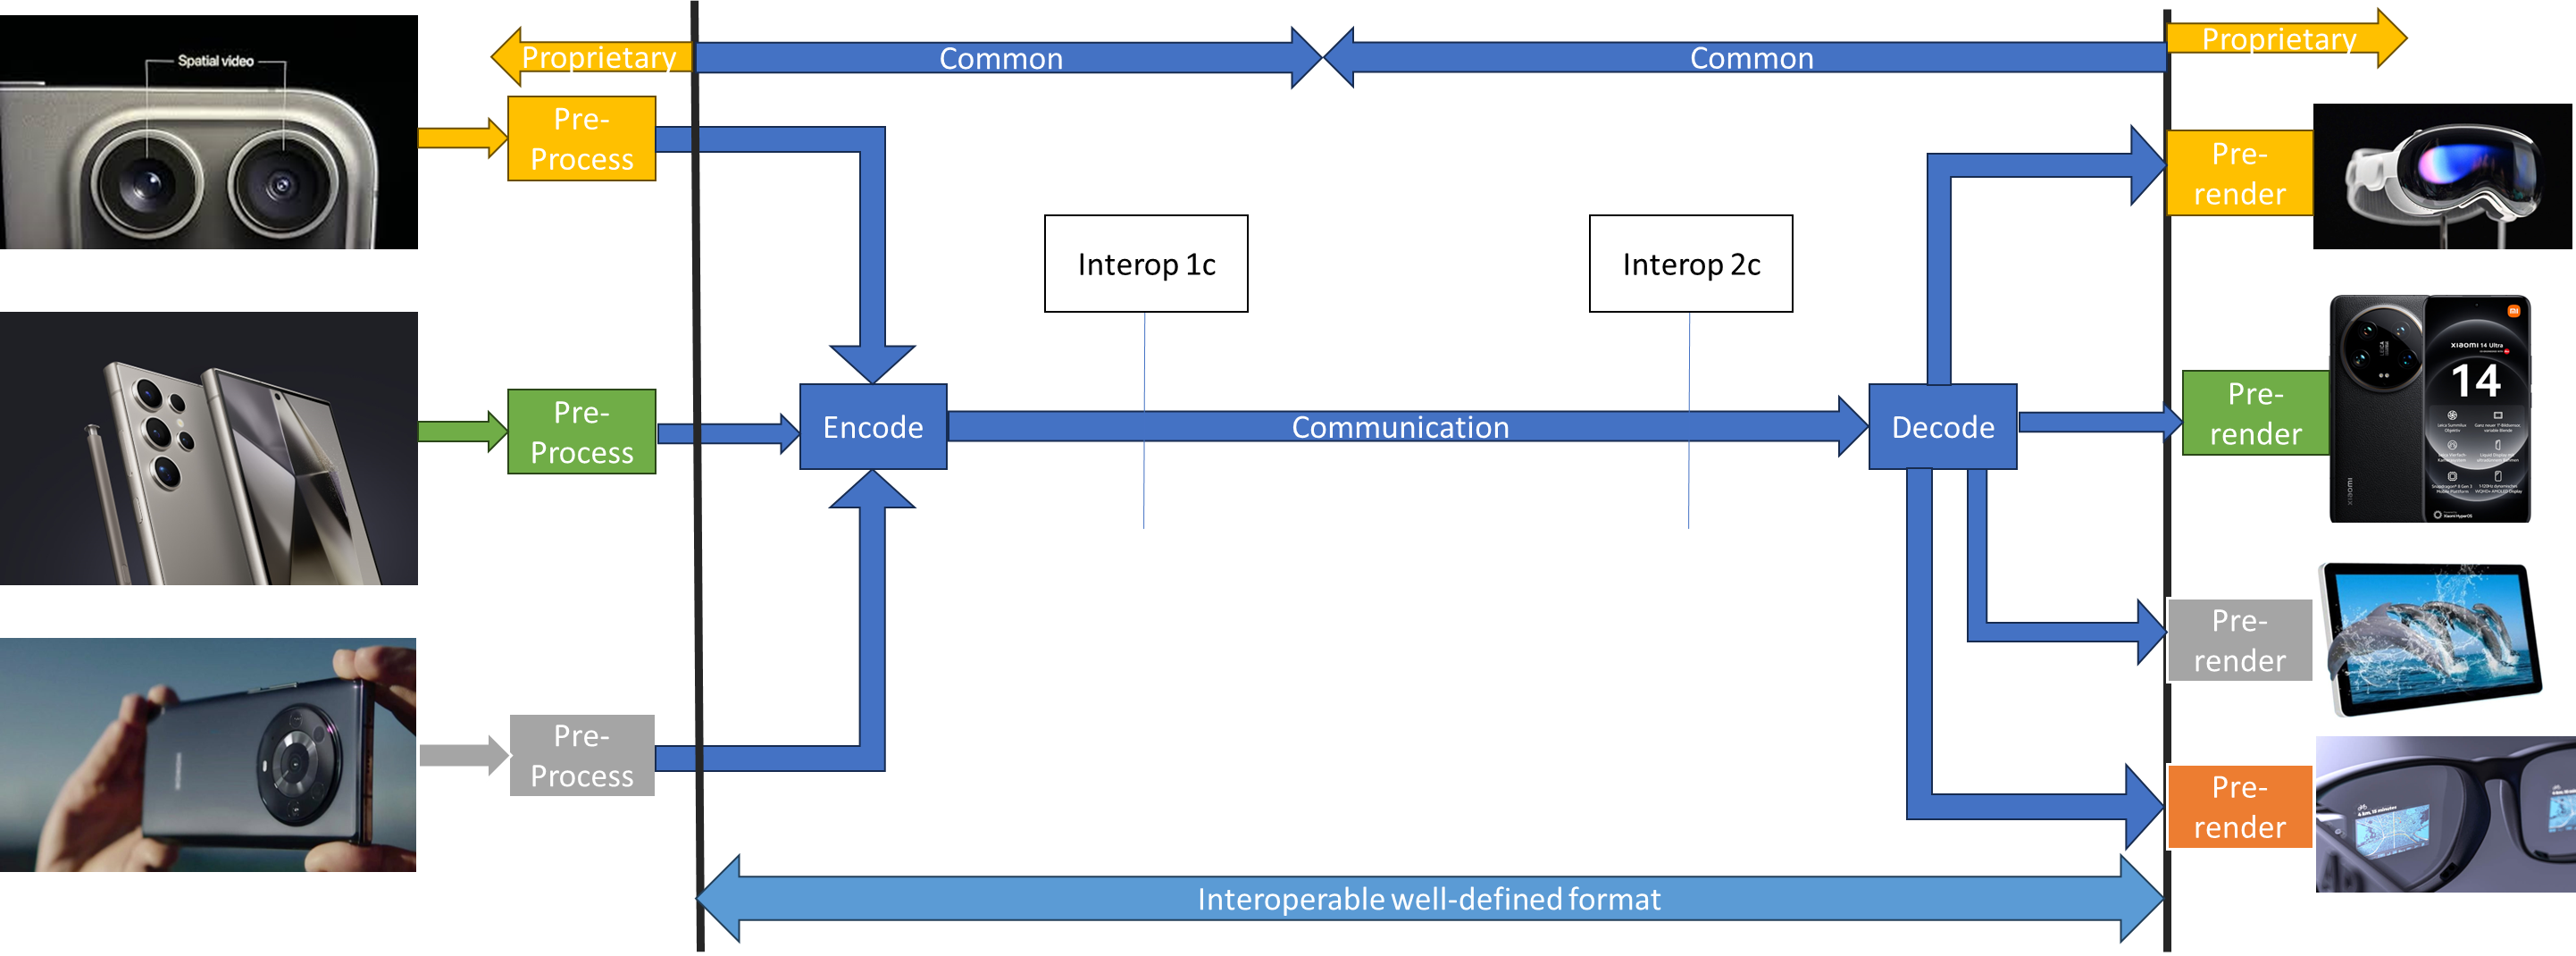 Spatial video
Proprietary
Common
Common
Proprietary
Pre-
Process
Pre-
render
Interop 1c
Interop 2c
xiaomi 14 Ultra
14
Pre-
Process
Encode
Communication
Decode
Pre-
render
xiaomi
Pre-
render
Pre-
Process
Pre-
render
Interoperable well-defined format